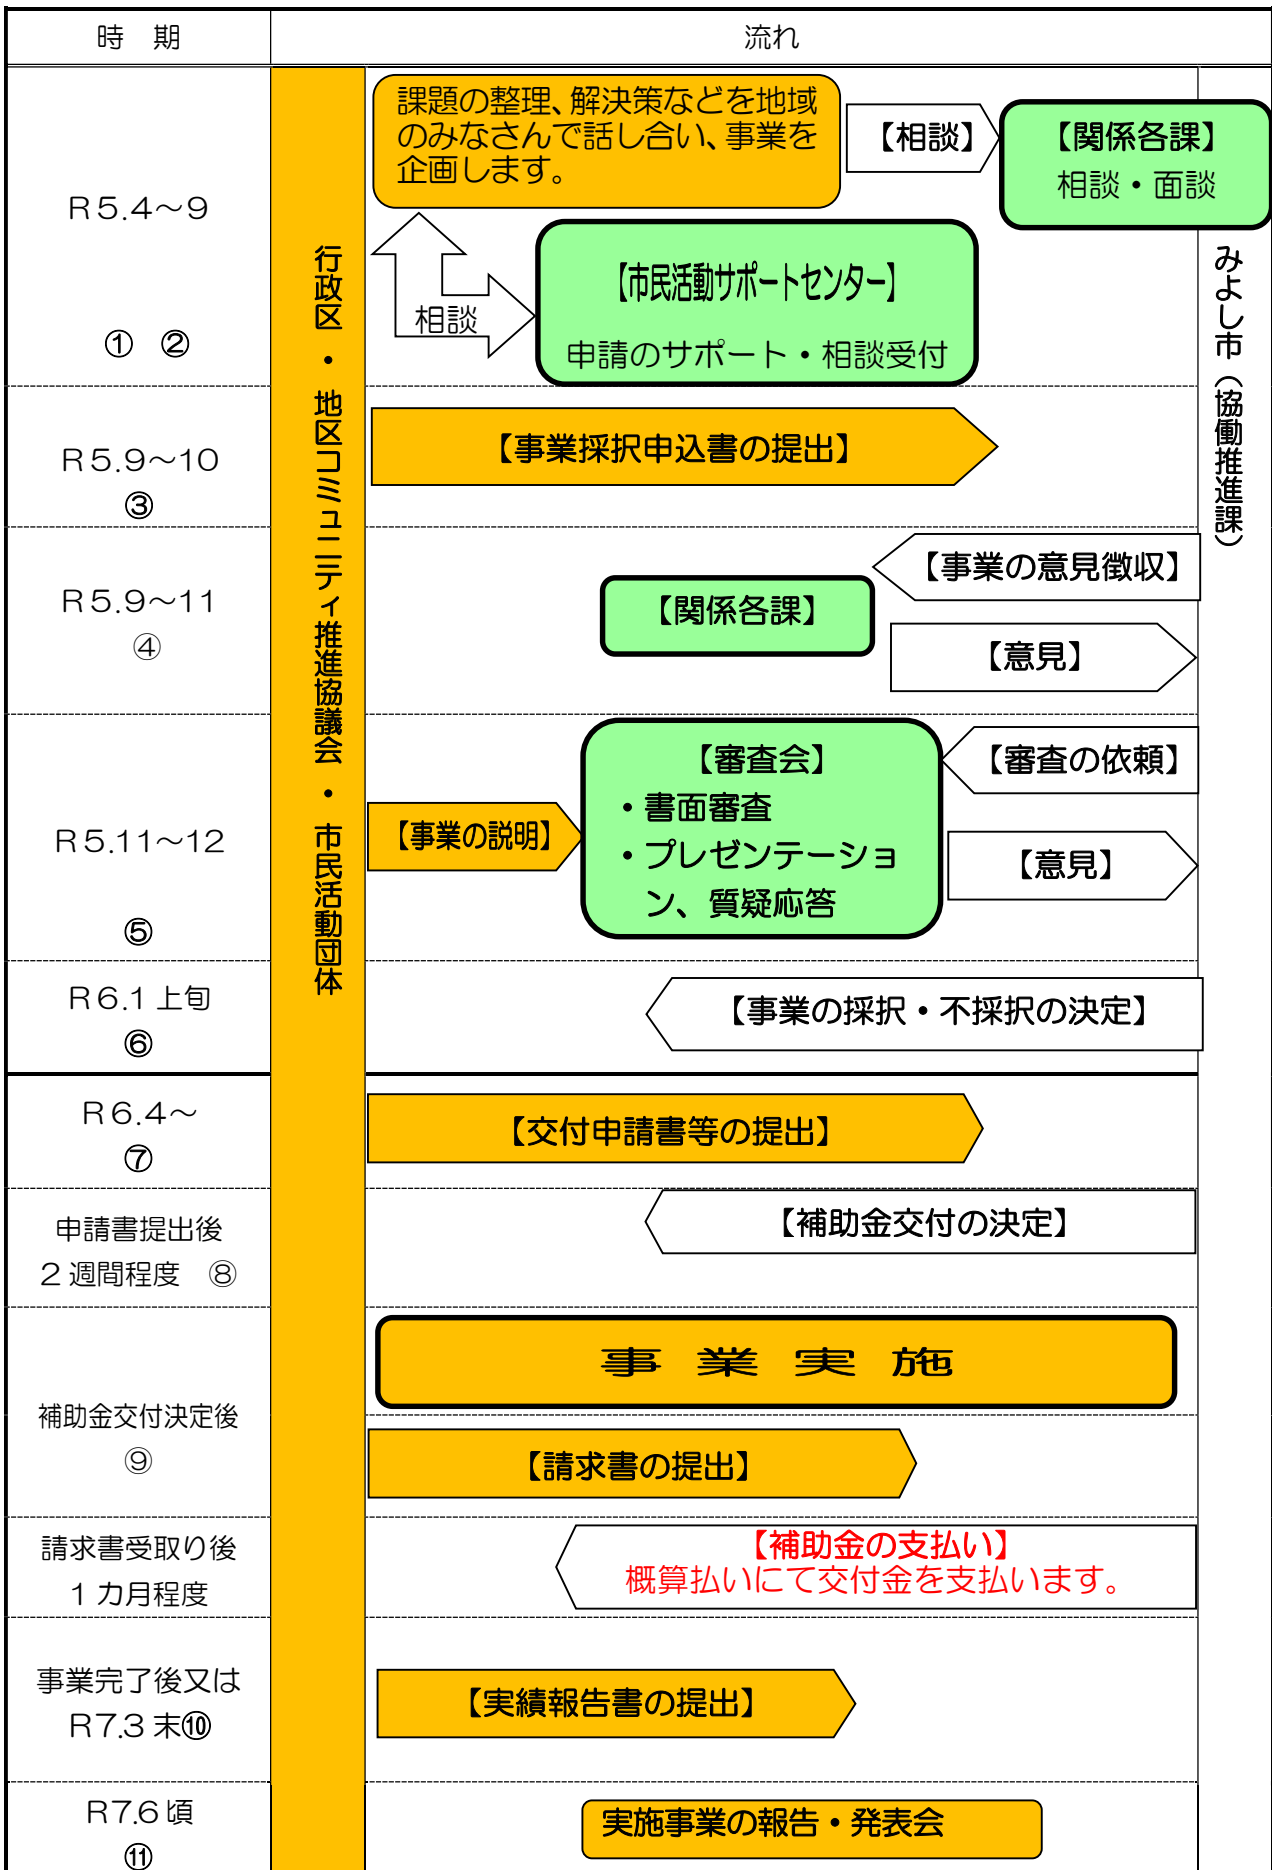 時　期
流れ
行政区・地区コミュニティ推進協議会・市民活動団体
みよし市（協働推進課）
R5.4～9
①　②
課題の整理、解決策などを地域
のみなさんで話し合い、事業を
企画します。
【相談】
【関係各課】
相談・面談
相談
【市民活動サポートセンター】
申請のサポート・相談受付
R5.9～10
③
【事業採択申込書の提出】
R5.9～11
④
【事業の意見徴収】
【関係各課】
【意見】
R5.11～12
⑤
【事業の説明】
【審査会】
・書面審査
・プレゼンテーショ
ン、質疑応答
【審査の依頼】
【意見】
R6.1上旬
⑥
【事業の採択・不採択の決定】
R6.4～
⑦
【交付申請書等の提出】
申請書提出後
2週間程度　⑧
【補助金交付の決定】
補助金交付決定後
⑨
事業実施
【請求書の提出】
請求書受取り後
1カ月程度
【補助金の支払い】
概算払いにて交付金を支払います。
事業完了後又は
R7.3末⑩
【実績報告書の提出】
R7.6頃
⑪
実施事業の報告・発表会